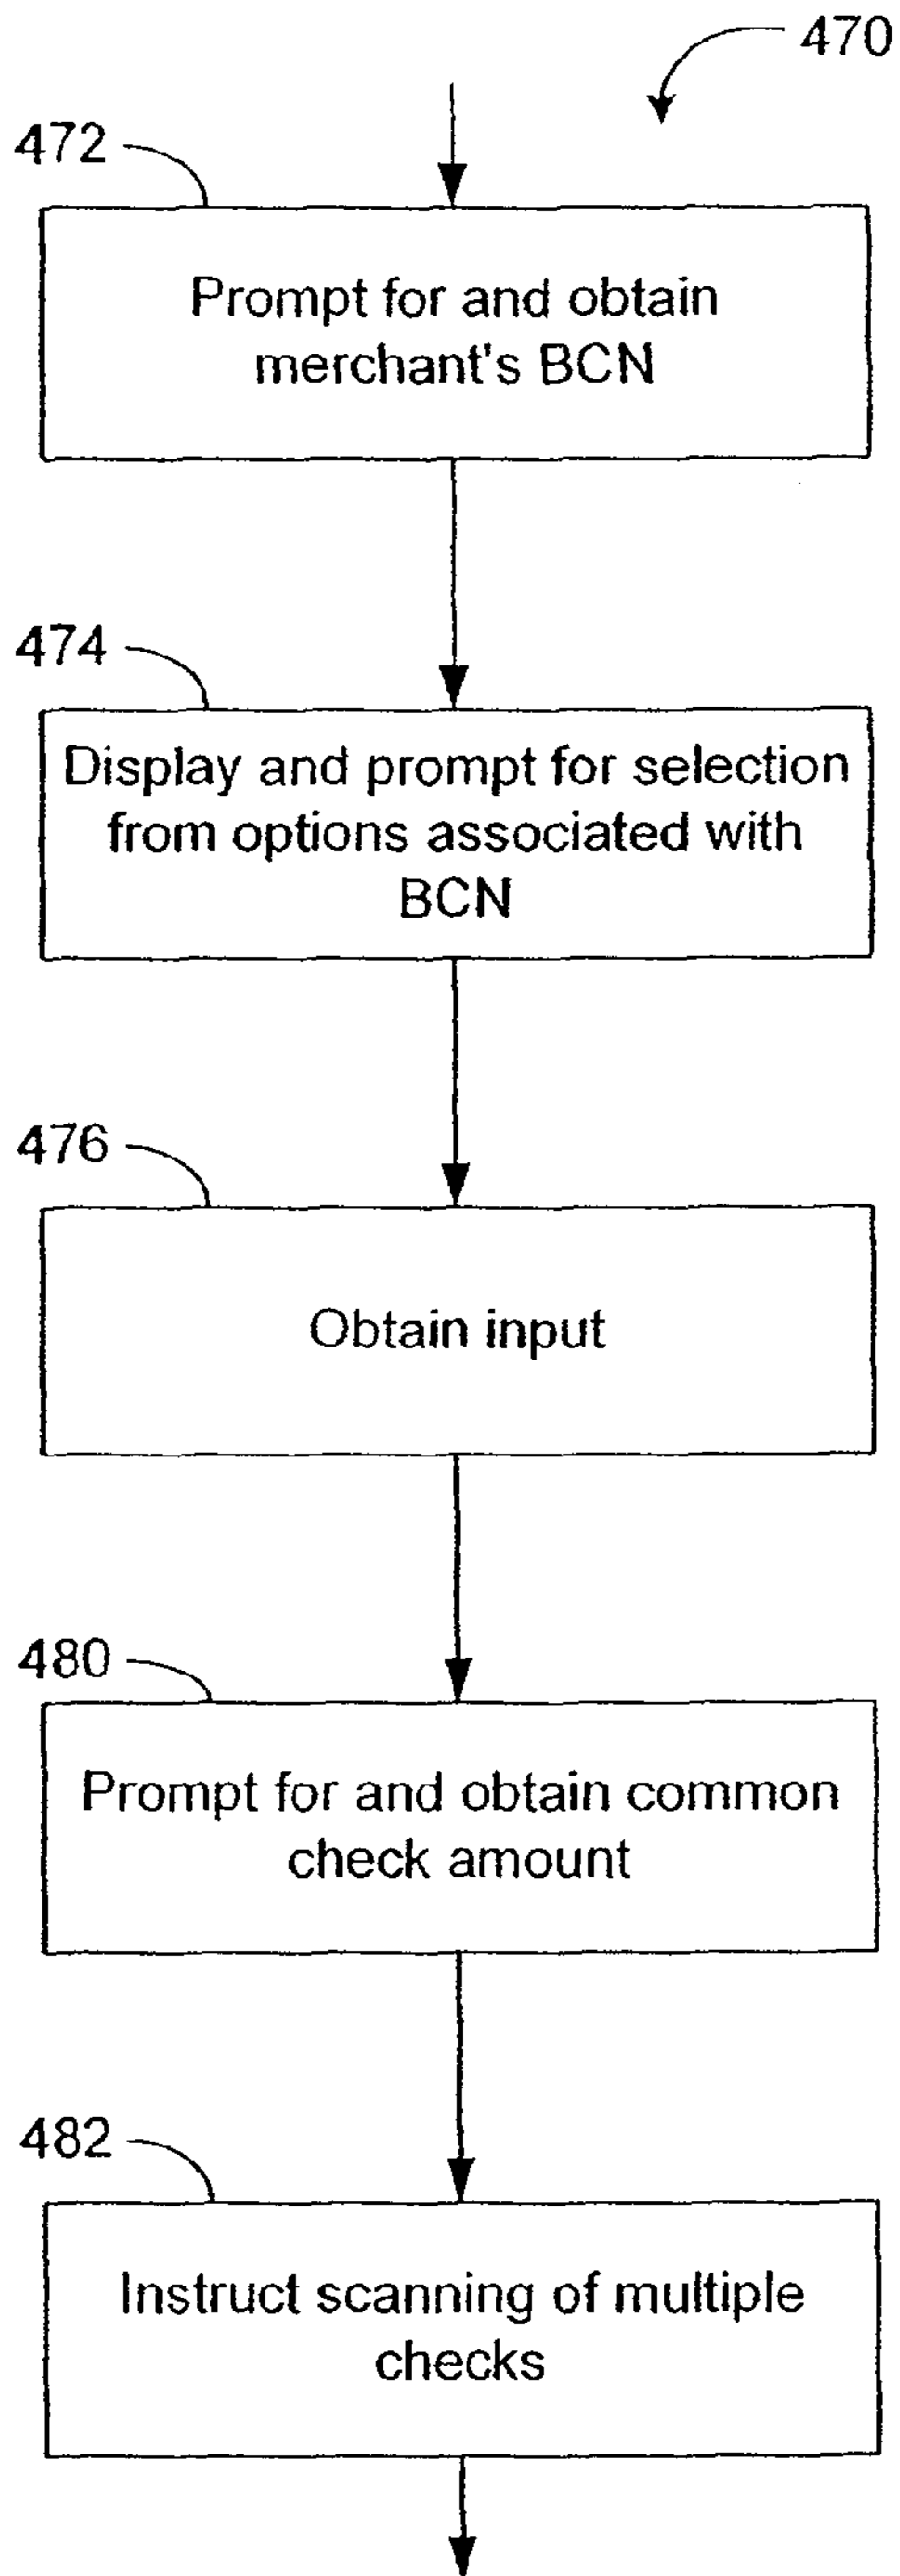 470
472
Prompt for and obtain
merchant's BCN
474
Display and prompt for selection
from options associated with
BCN
476
Obtain input
480
Prompt for and obtain common
check amount
482
Instruct scanning of multiple
checks